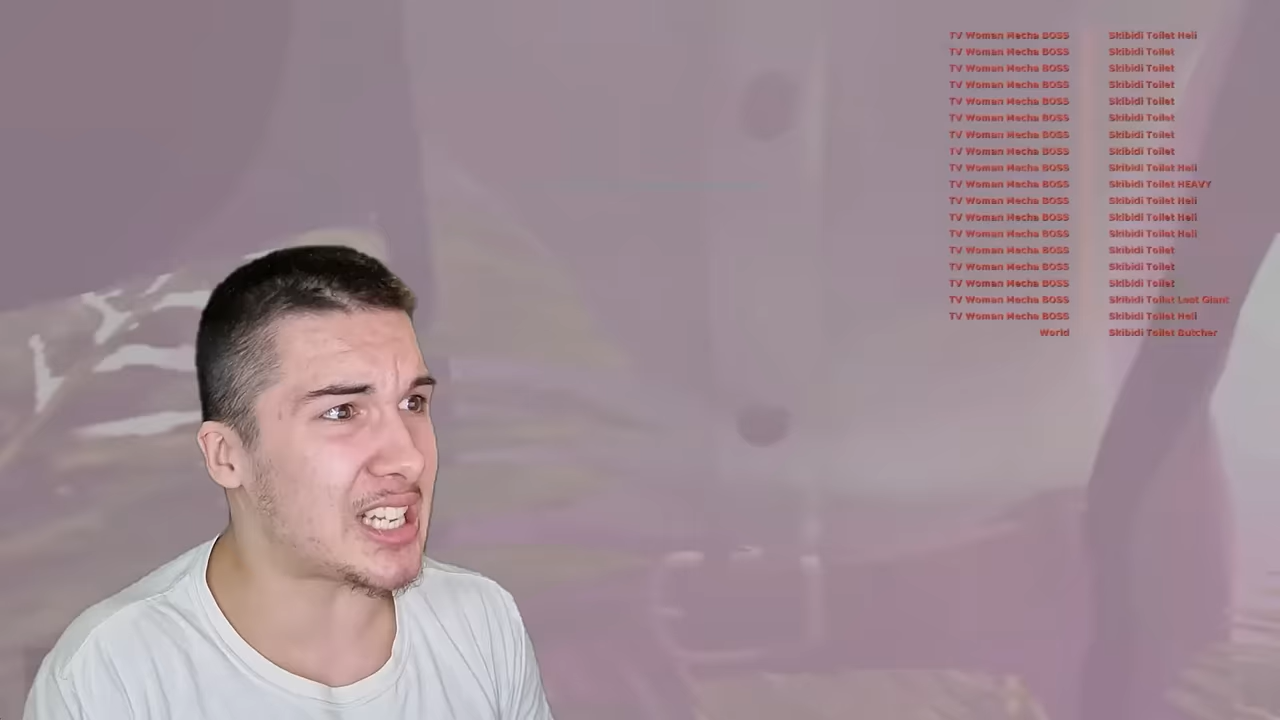 TV Woman Mecha BOSS Skibidi Toilet Heli
TV Woman Mecha BOSS Skibidi Toilet
TV Woman Mecha BOSS Skibidi Toilet
TV Woman Mecha BOSS Skibidi Toilet
TV Woman Mecha BOSS Skibidi Toilet
TV Woman Mecha BOSS Skibidi Toilet
TV Woman Mecha BOSS Skibidi Toilet
TV Woman Mecha BOSS Skibidi Toilet
TV Woman Mecha BOSS Skibidi Toilet Heli
TV Woman Mecha BOSS Skibidi Toilet HEAVY
TV Woman Mecha BOSS Skibidi Toilet Heli
TV Woman Mecha BOSS Skibidi Toilet Heli
TV Woman Mecha BOSS Skibidi Toilet Heli
TV Woman Mecha BOSS Skibidi Toilet
TV Woman Mecha BOSS Skibidi Toilet
TV Woman Mecha BOSS Skibidi Toilet
TV Woman Mecha BOSS Skibidi Toilet Last Giant
TV Woman Mecha BOSS Skibidi Toilet Heli
World Skibidi Toilet Butcher